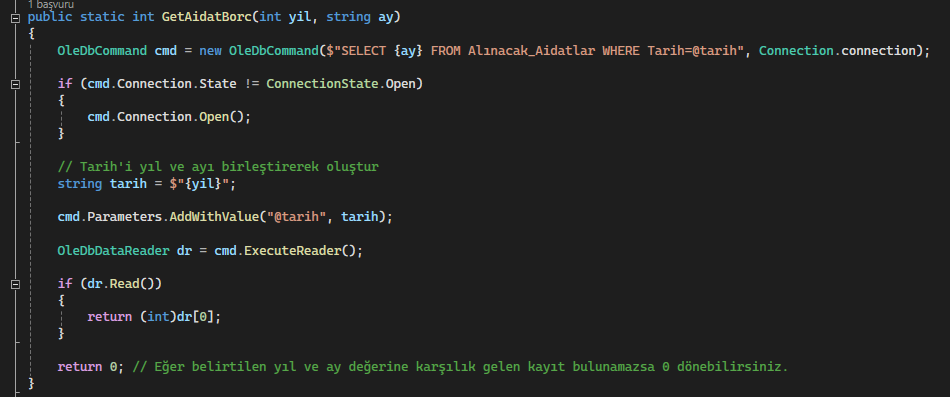 1 başvuru
public static int GetAidatBorc(int yil, string ay)
{
OleDbCommand cmd = new OleDbCommand($"SELECT {ay} FROM Alınacak_Aidatlar WHERE Tarih=@tarih", Connection.connection);
if (cmd.Connection.State != ConnectionState.Open)
{
cmd.Connection.Open();
}
// Tarih'i yıl ve ayı birleştirerek oluştur
string tarih = $"{yil}";
cmd.Parameters.AddWithValue("@tarih", tarih);
OleDbDataReader dr = cmd.ExecuteReader();
if (dr.Read())
{
return (int)dr[0];
}
return 0; // Eğer belirtilen yıl ve ay değerine karşılık gelen kayıt bulunamazsa 0 dönebilirsiniz.
}